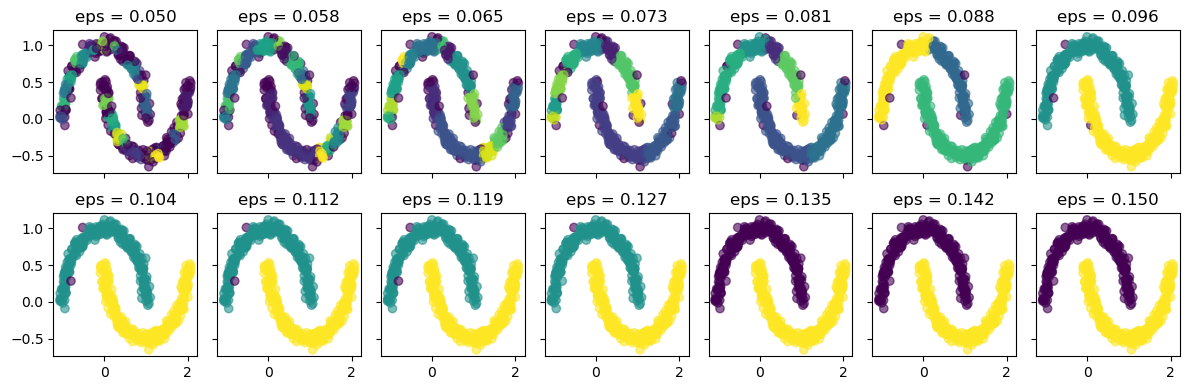 eps = 0.050 eps = 0.058 eps = 0.065 eps = 0.073 eps = 0.081 eps = 0.088 eps = 0.096
1.0
0.5
0.0
−0.5
eps = 0.104 eps = 0.112 eps = 0.119 eps = 0.127 eps = 0.135 eps = 0.142 eps = 0.150
1.0
0.5
0.0
−0.5
0 2 0 2 0 2 0 2 0 2 0 2 0 2